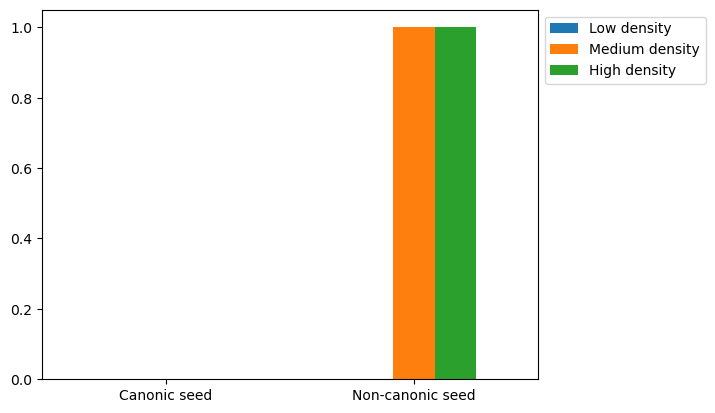 1.0
0.8
0.6
0.4
0.2
0.0
Canonic seed
Non-canonic seed
Low density
Medium density
High density